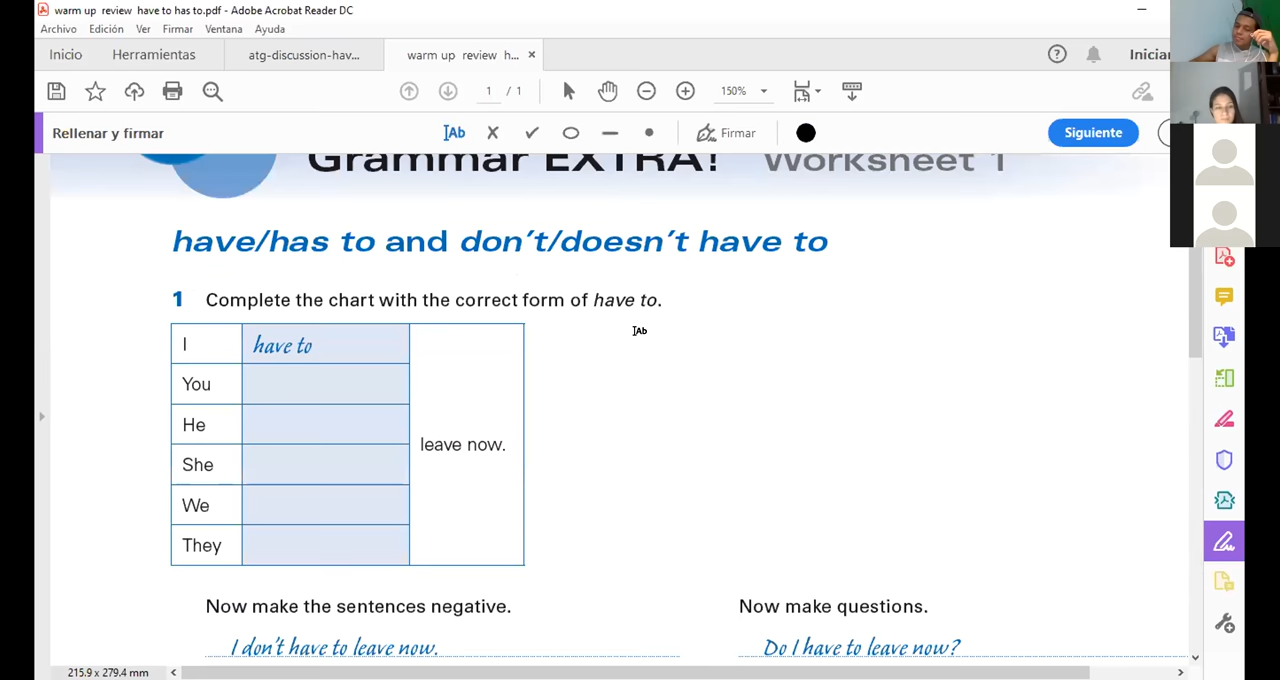 warm up review have to has to.pdf - Adobe Acrobat Reader DC
Archivo Edición Ver Firmar Ventana Ayuda
Inicio Herramientas atg-discussion-hav... warm up review h... × Iniciar
1 / 1 150%
Rellenar y firmar Ab Firmar Siguiente
Grammar EXTRA! Worksheet 1
have/has to and don't/doesn't have to
1 Complete the chart with the correct form of have to.
Ab
I have to
You
He
leave now.
She
We
They
Now make the sentences negative. Now make questions.
I don't have to leave now. Do I have to leave now?
215.9 x 279.4 mm